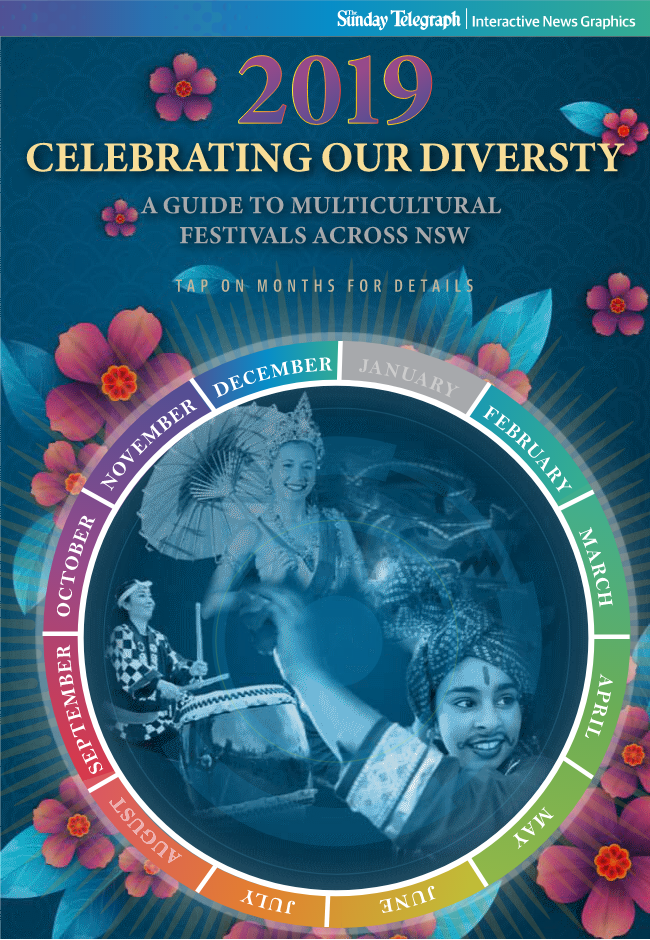 The Sunday Telegraph | Interactive News Graphics
2019
CELEBRATING OUR DIVERSTY
A GUIDE TO MULTICULTURAL
FESTIVALS ACROSS NSW
TAP ON MONTHS FOR DETAILS
JANUARY
FEBRUARY
MARCH
APRIL
MAY
JUNE
JULY
AUGUST
SEPTEMBER
OCTOBER
NOVEMBER
DECEMBER